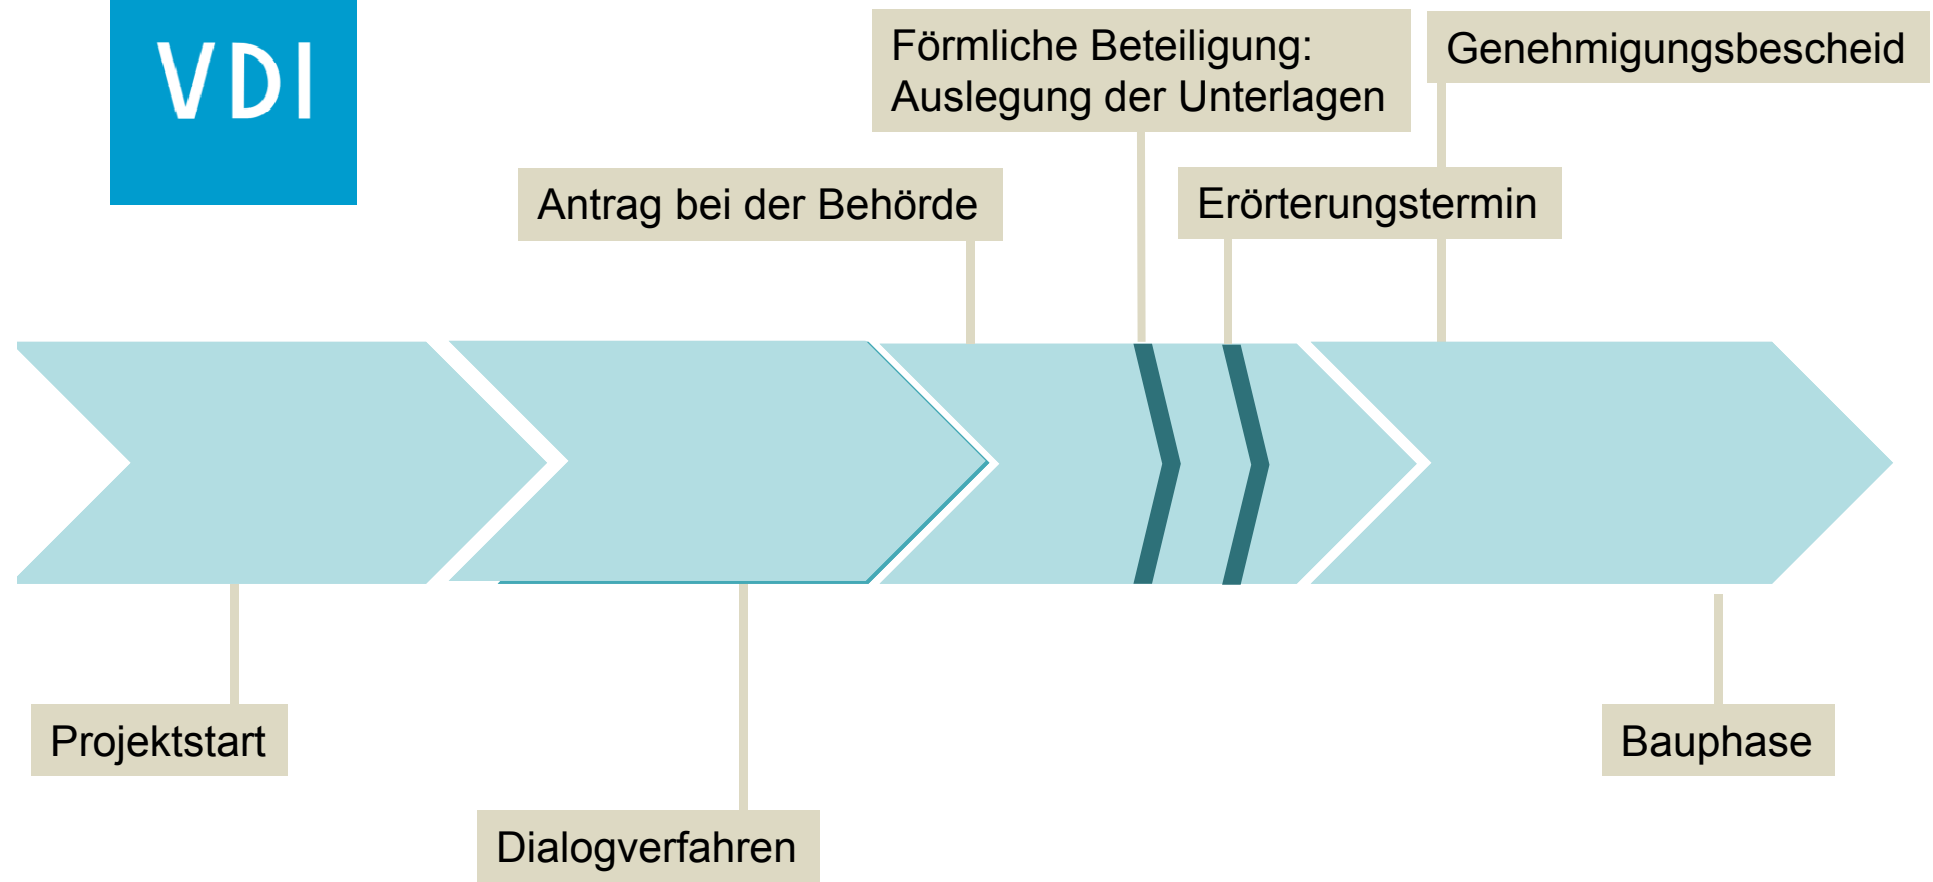 VDI
Förmliche Beteiligung:
Auslegung der Unterlagen
Genehmigungsbescheid
Antrag bei der Behörde
Erörterungstermin
Projektstart
Bauphase
Dialogverfahren